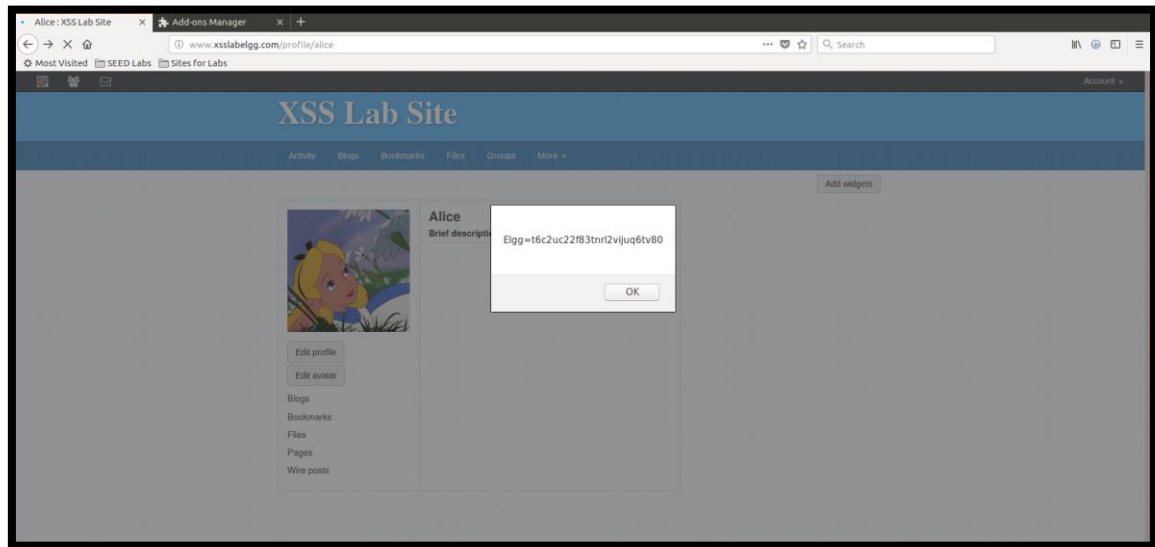 Alice : XSS Lab Site
Add-ons Manager
www.xsslabelgg.com/profile/alice
Search
Most Visited SEED Labs Sites for Labs
Account »
XSS Lab Site
Activity Blogs Bookmarks Files Groups More »
Add widgets
Alice
Brief descripti
Elgg=t6c2uc22f83tnrl2vijuq6tv80
OK
Edit profile
Edit avatar
Blogs
Bookmarks
Files
Pages
Wire posts